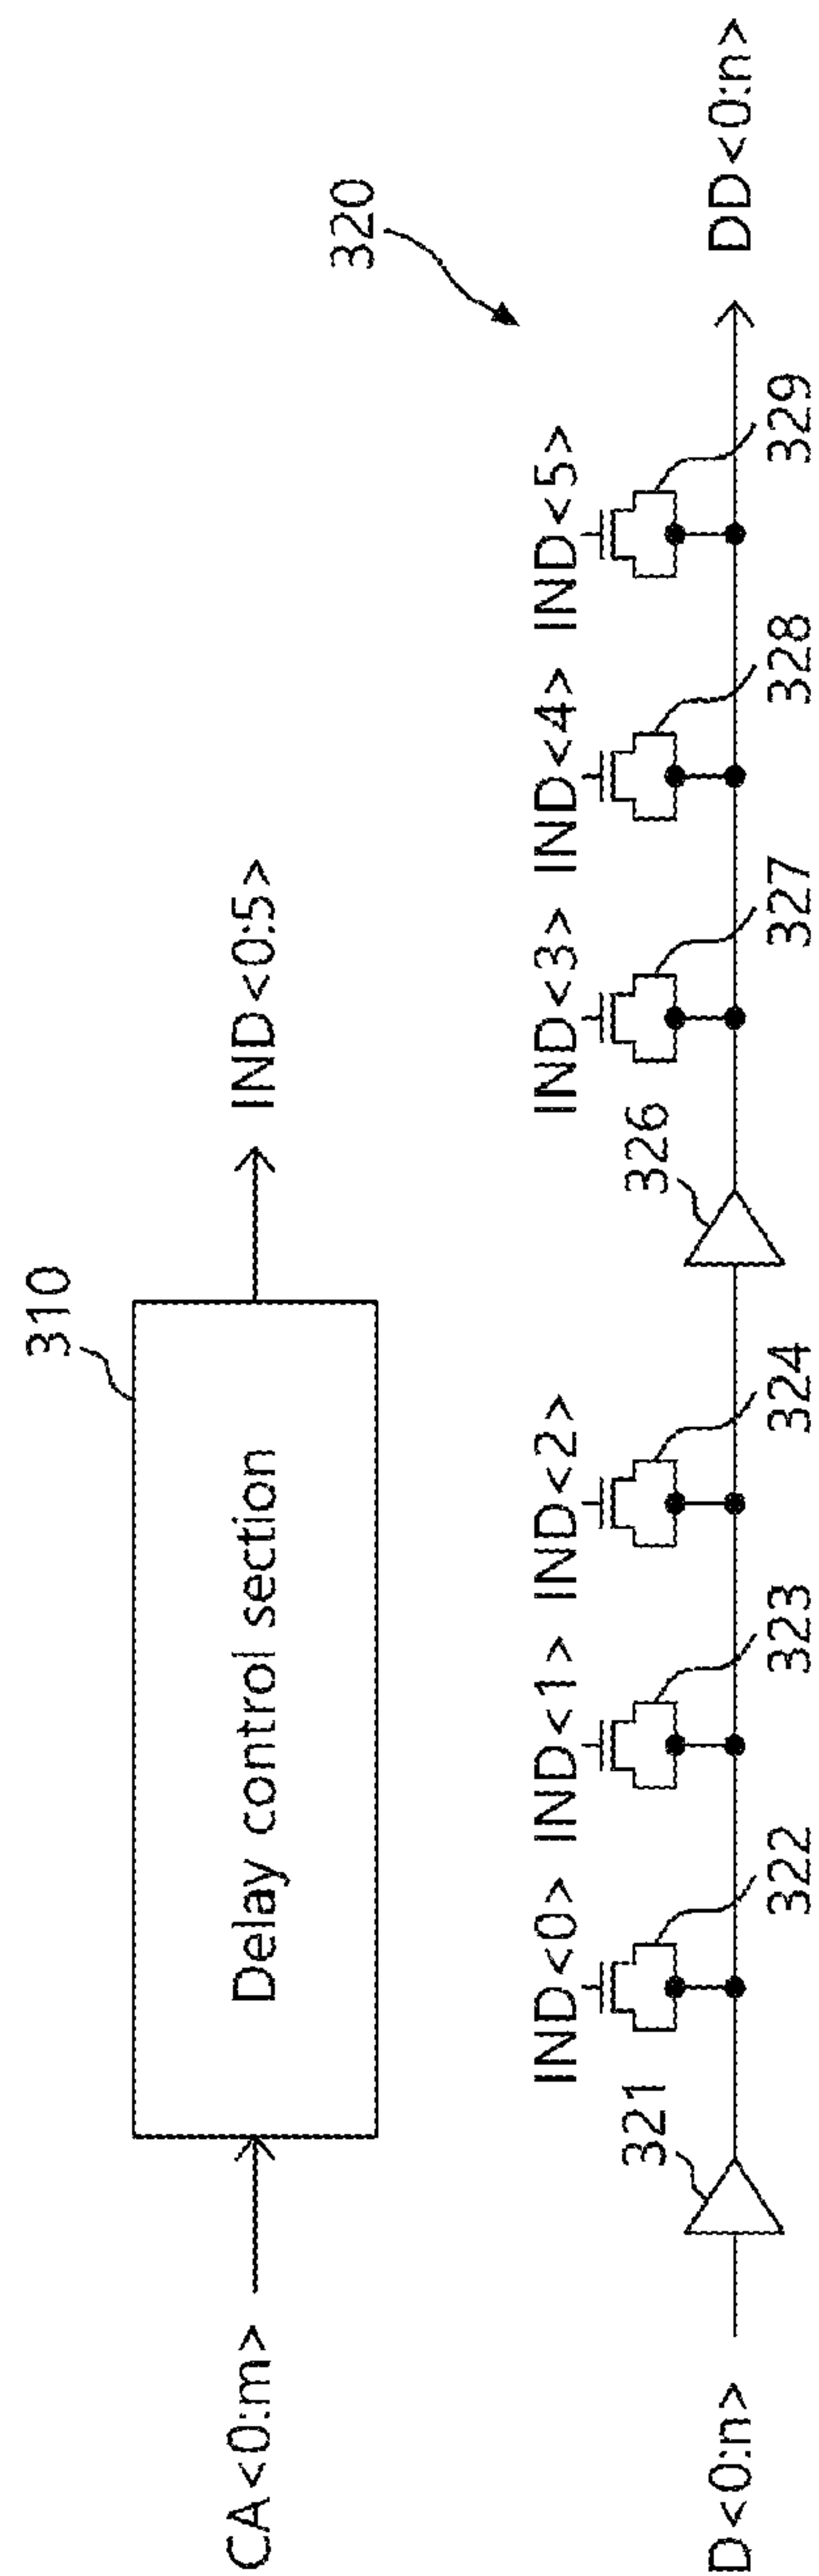 310
CA<0:m>
Delay control section
IND<0:5>
320
IND<0> IND<1> IND<2>
IND<3> IND<4> IND<5>
321
326
D<0:n>
DD<0:n>
322
323
324
327
328
329